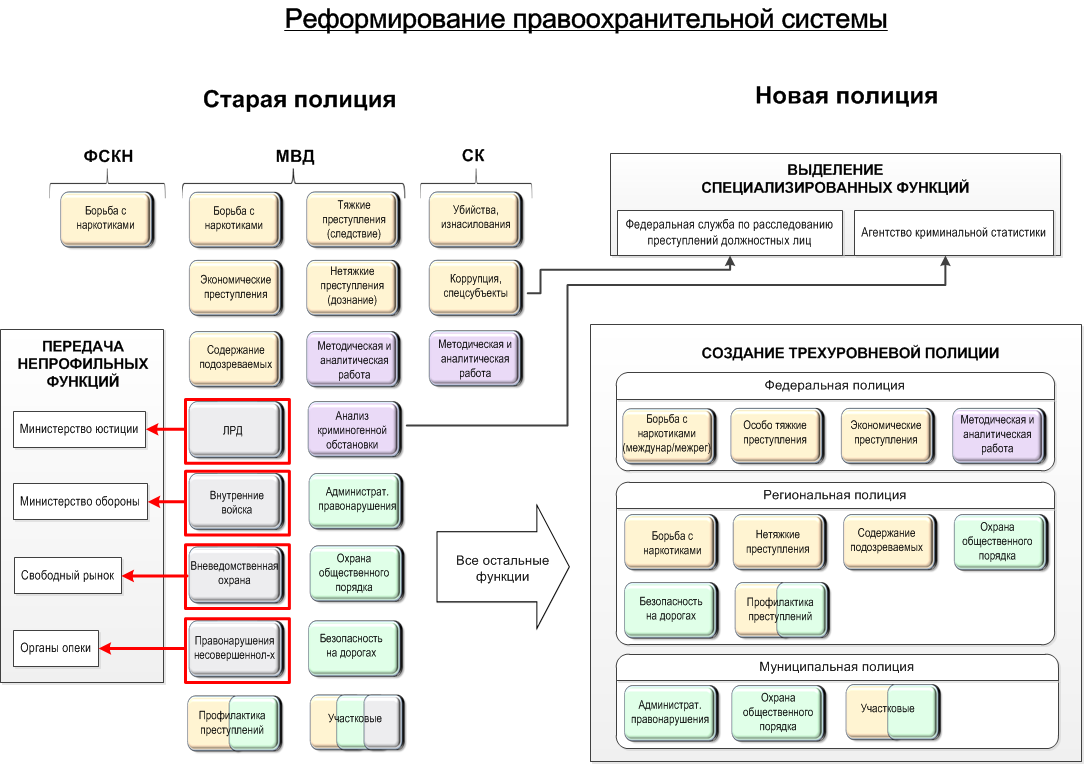 Реформирование правоохранительной системы
Старая полиция
Новая полиция
ФСКН
МВД
СК
Борьба с
наркотиками
Борьба с
наркотиками
Тяжкие
преступления
(следствие)
Убийства,
изнасилования
Экономические
преступления
Нетяжкие
преступления
(дознание)
Коррупция,
спецсубъекты
Содержание
подозреваемых
Методическая и
аналитическая
работа
Методическая и
аналитическая
работа
ЛРД
Анализ
криминогенной
обстановки
Внутренние
войска
Администрат.
правонарушения
Вневедомственная
охрана
Охрана
общественного
порядка
Правонарушения
несовершеннол-х
Безопасность
на дорогах
Профилактика
преступлений
Участковые
ПЕРЕДАЧА
НЕПРОФИЛЬНЫХ
ФУНКЦИЙ
Министерство юстиции
Министерство обороны
Свободный рынок
Органы опеки
Все остальные
функции
ВЫДЕЛЕНИЕ
СПЕЦИАЛИЗИРОВАННЫХ ФУНКЦИЙ
Федеральная служба по расследованию
преступлений должностных лиц
Агентство криминальной статистики
СОЗДАНИЕ ТРЕХУРОВНЕВОЙ ПОЛИЦИИ
Федеральная полиция
Борьба с
наркотиками
(междунар/межрег)
Особо тяжкие
преступления
Экономические
преступления
Методическая и
аналитическая
работа
Региональная полиция
Борьба с
наркотиками
Нетяжкие
преступления
Содержание
подозреваемых
Охрана
общественного
порядка
Безопасность
на дорогах
Профилактика
преступлений
Муниципальная полиция
Администрат.
правонарушения
Охрана
общественного
порядка
Участковые